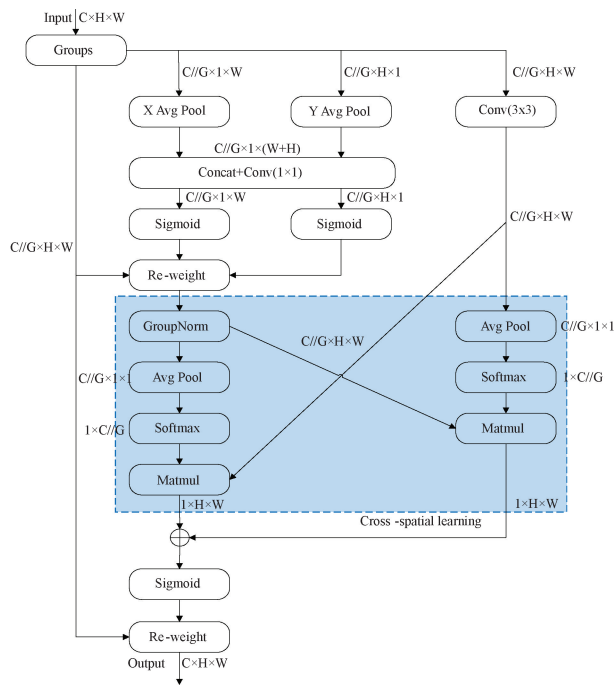 Input
C×H×W
Groups
C//G×1×W
C//G×H×1
C//G×H×W
X Avg Pool
Y Avg Pool
Conv(3x3)
C//G×1×(W+H)
Concat+Conv(1×1)
C//G×1×W
C//G×H×1
Sigmoid
Sigmoid
C//G×H×W
C//G×H×W
Re-weight
GroupNorm
C//G×H×W
Avg Pool
C//G×1×1
C//G×1×1
Avg Pool
Softmax
1×C//G
1×C//G
Softmax
Matmul
Matmul
1×H×W
1×H×W
Cross -spatial learning
Sigmoid
Re-weight
Output
C×H×W